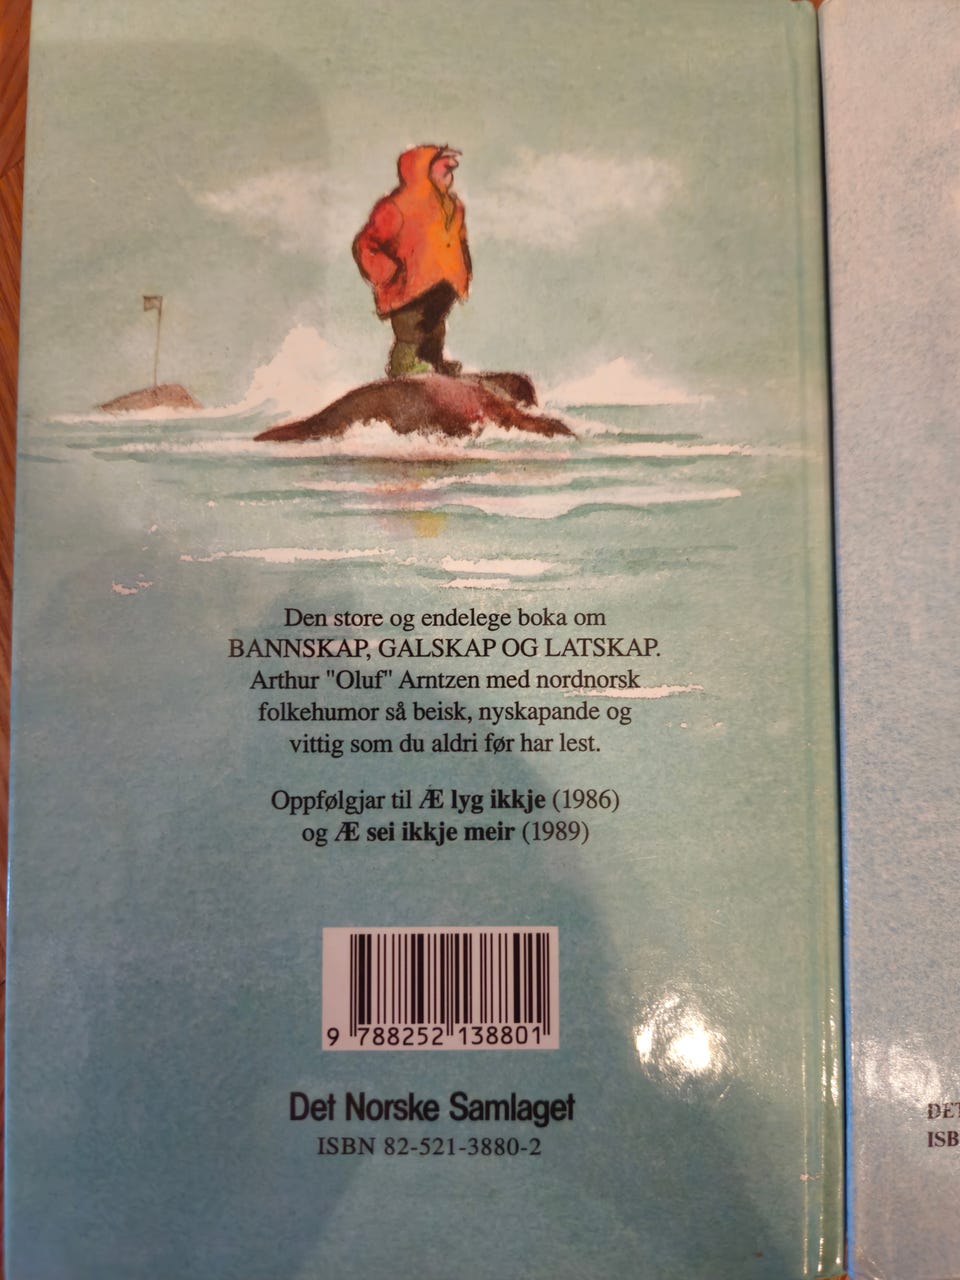 Den store og endelege boka om
BANNSKAP, GALSKAP OG LATSKAP.
Arthur "Oluf" Arntzen med nordnorsk
folkehumor så beisk, nyskapande og
vittig som du aldri før har lest.
Oppfølgjar til Æ lyg ikkje (1986)
og Æ sei ikkje meir (1989)
9 788252 138801
Det Norske Samlaget
ISBN 82-521-3880-2
DET
ISB